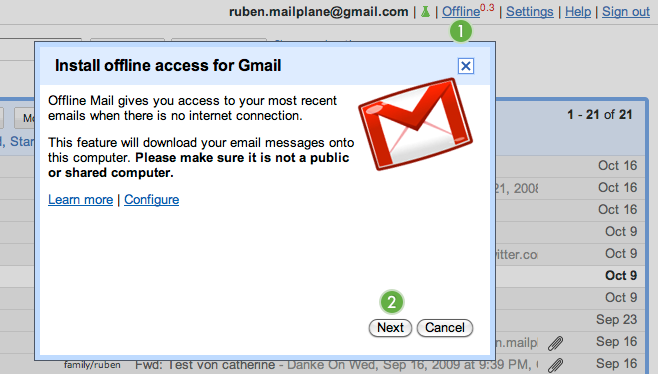 ruben.mailplane@gmail.com | Offline0.3 | Settings | Help | Sign out
1
Install offline access for Gmail
Offline Mail gives you access to your most recent
emails when there is no internet connection.
This feature will download your email messages onto
this computer. Please make sure it is not a public
or shared computer.
Learn more | Configure
2
Next Cancel
1 - 21 of 21
Oct 16
21, 2008 Oct 16
Oct 16
Oct 9
itter.co... Oct 9
Oct 9
Oct 9
Sep 23
n.mailp Sep 16
family/ruben Fwd: Test von catherine - Danke On Wed, Sep 16, 2009 at 9:39 PM, Sep 16